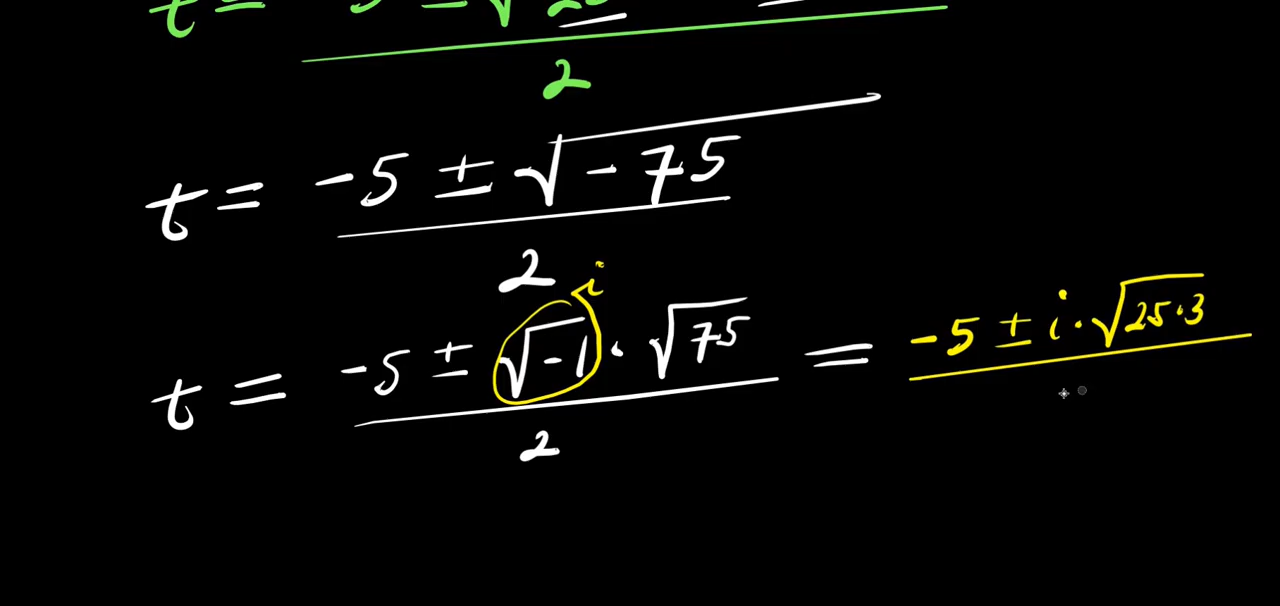 t =
2
t = -5 ± √-75
2
i
t = -5 ± √-1 · √75 = -5 ± i · √25·3
2